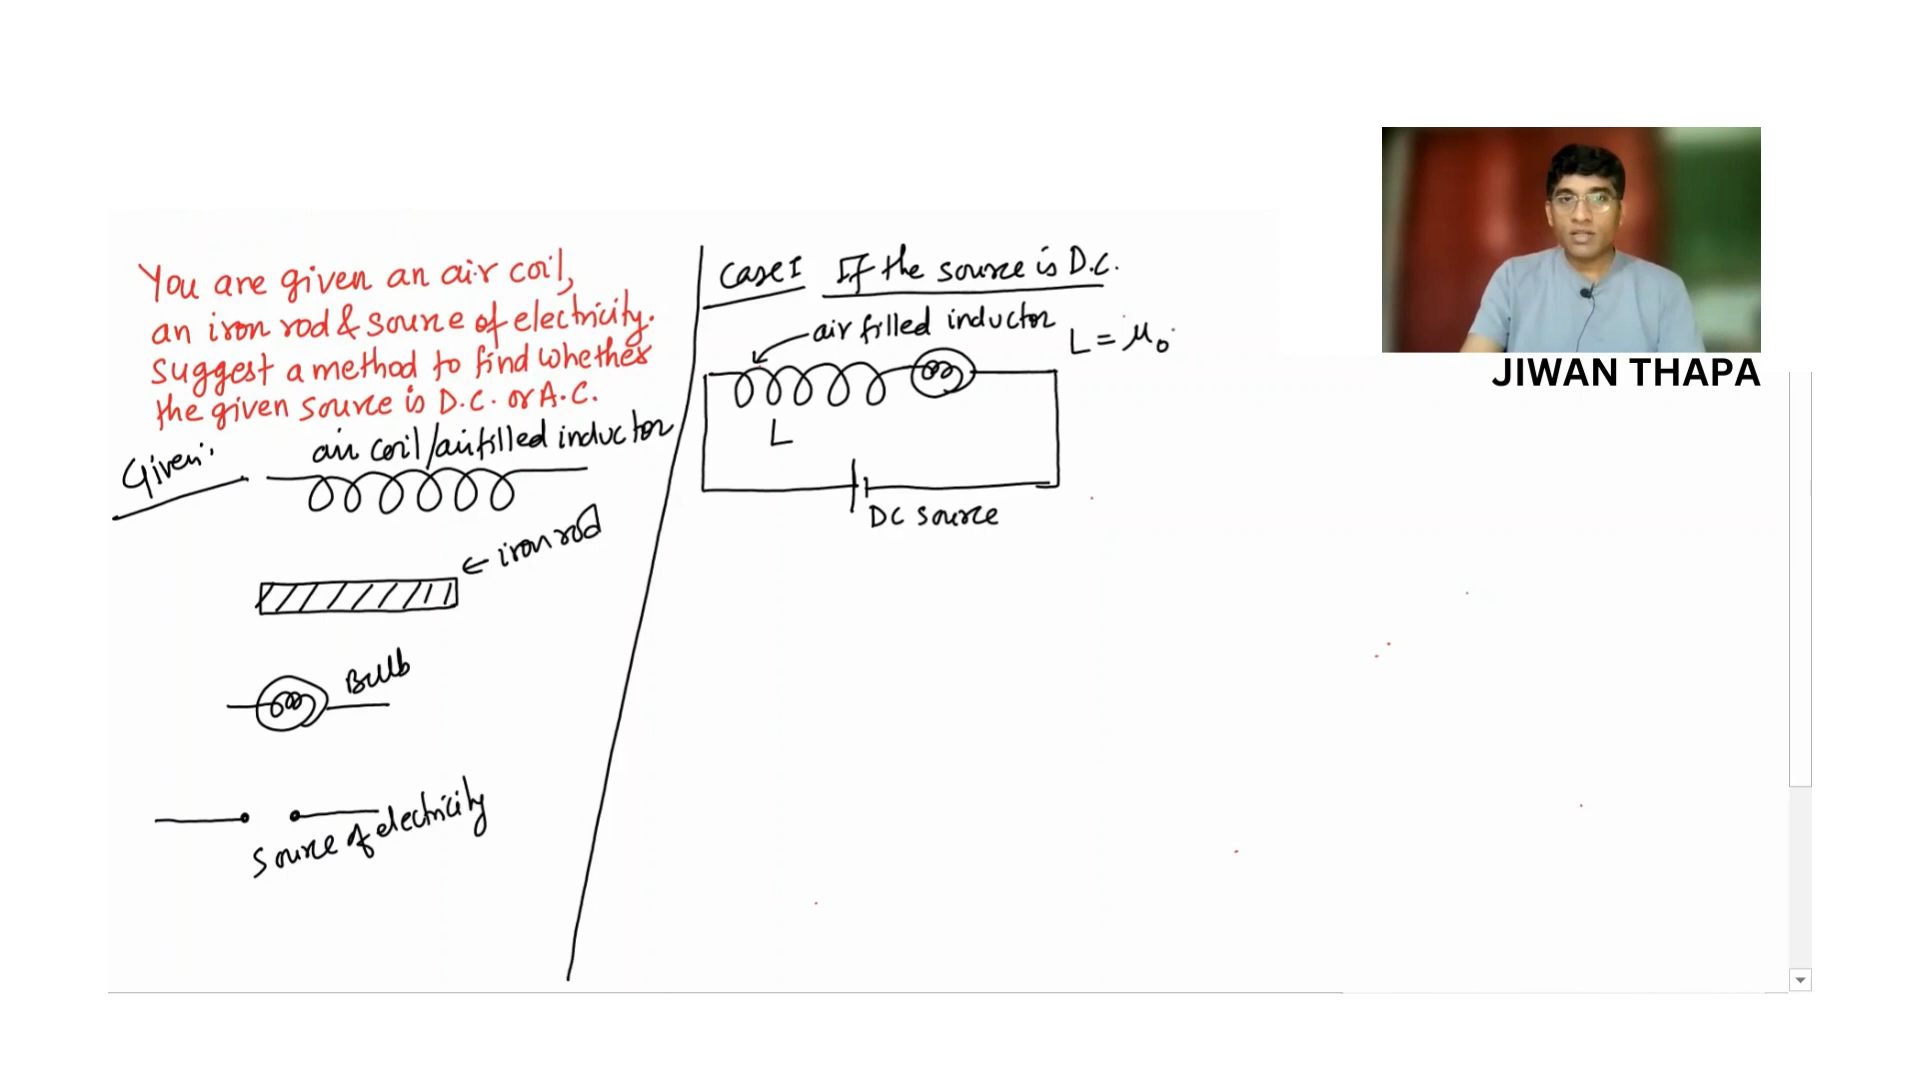 You are given an air coil,
an iron rod & source of electricity.
suggest a method to find whether
the given source is D.C. or A.C.
Given:
air coil/airfilled inductor
← iron rod
Bulb
source of electricity
Case I If the source is D.C.
air filled inductor
L = μ₀
L
DC source
JIWAN THAPA